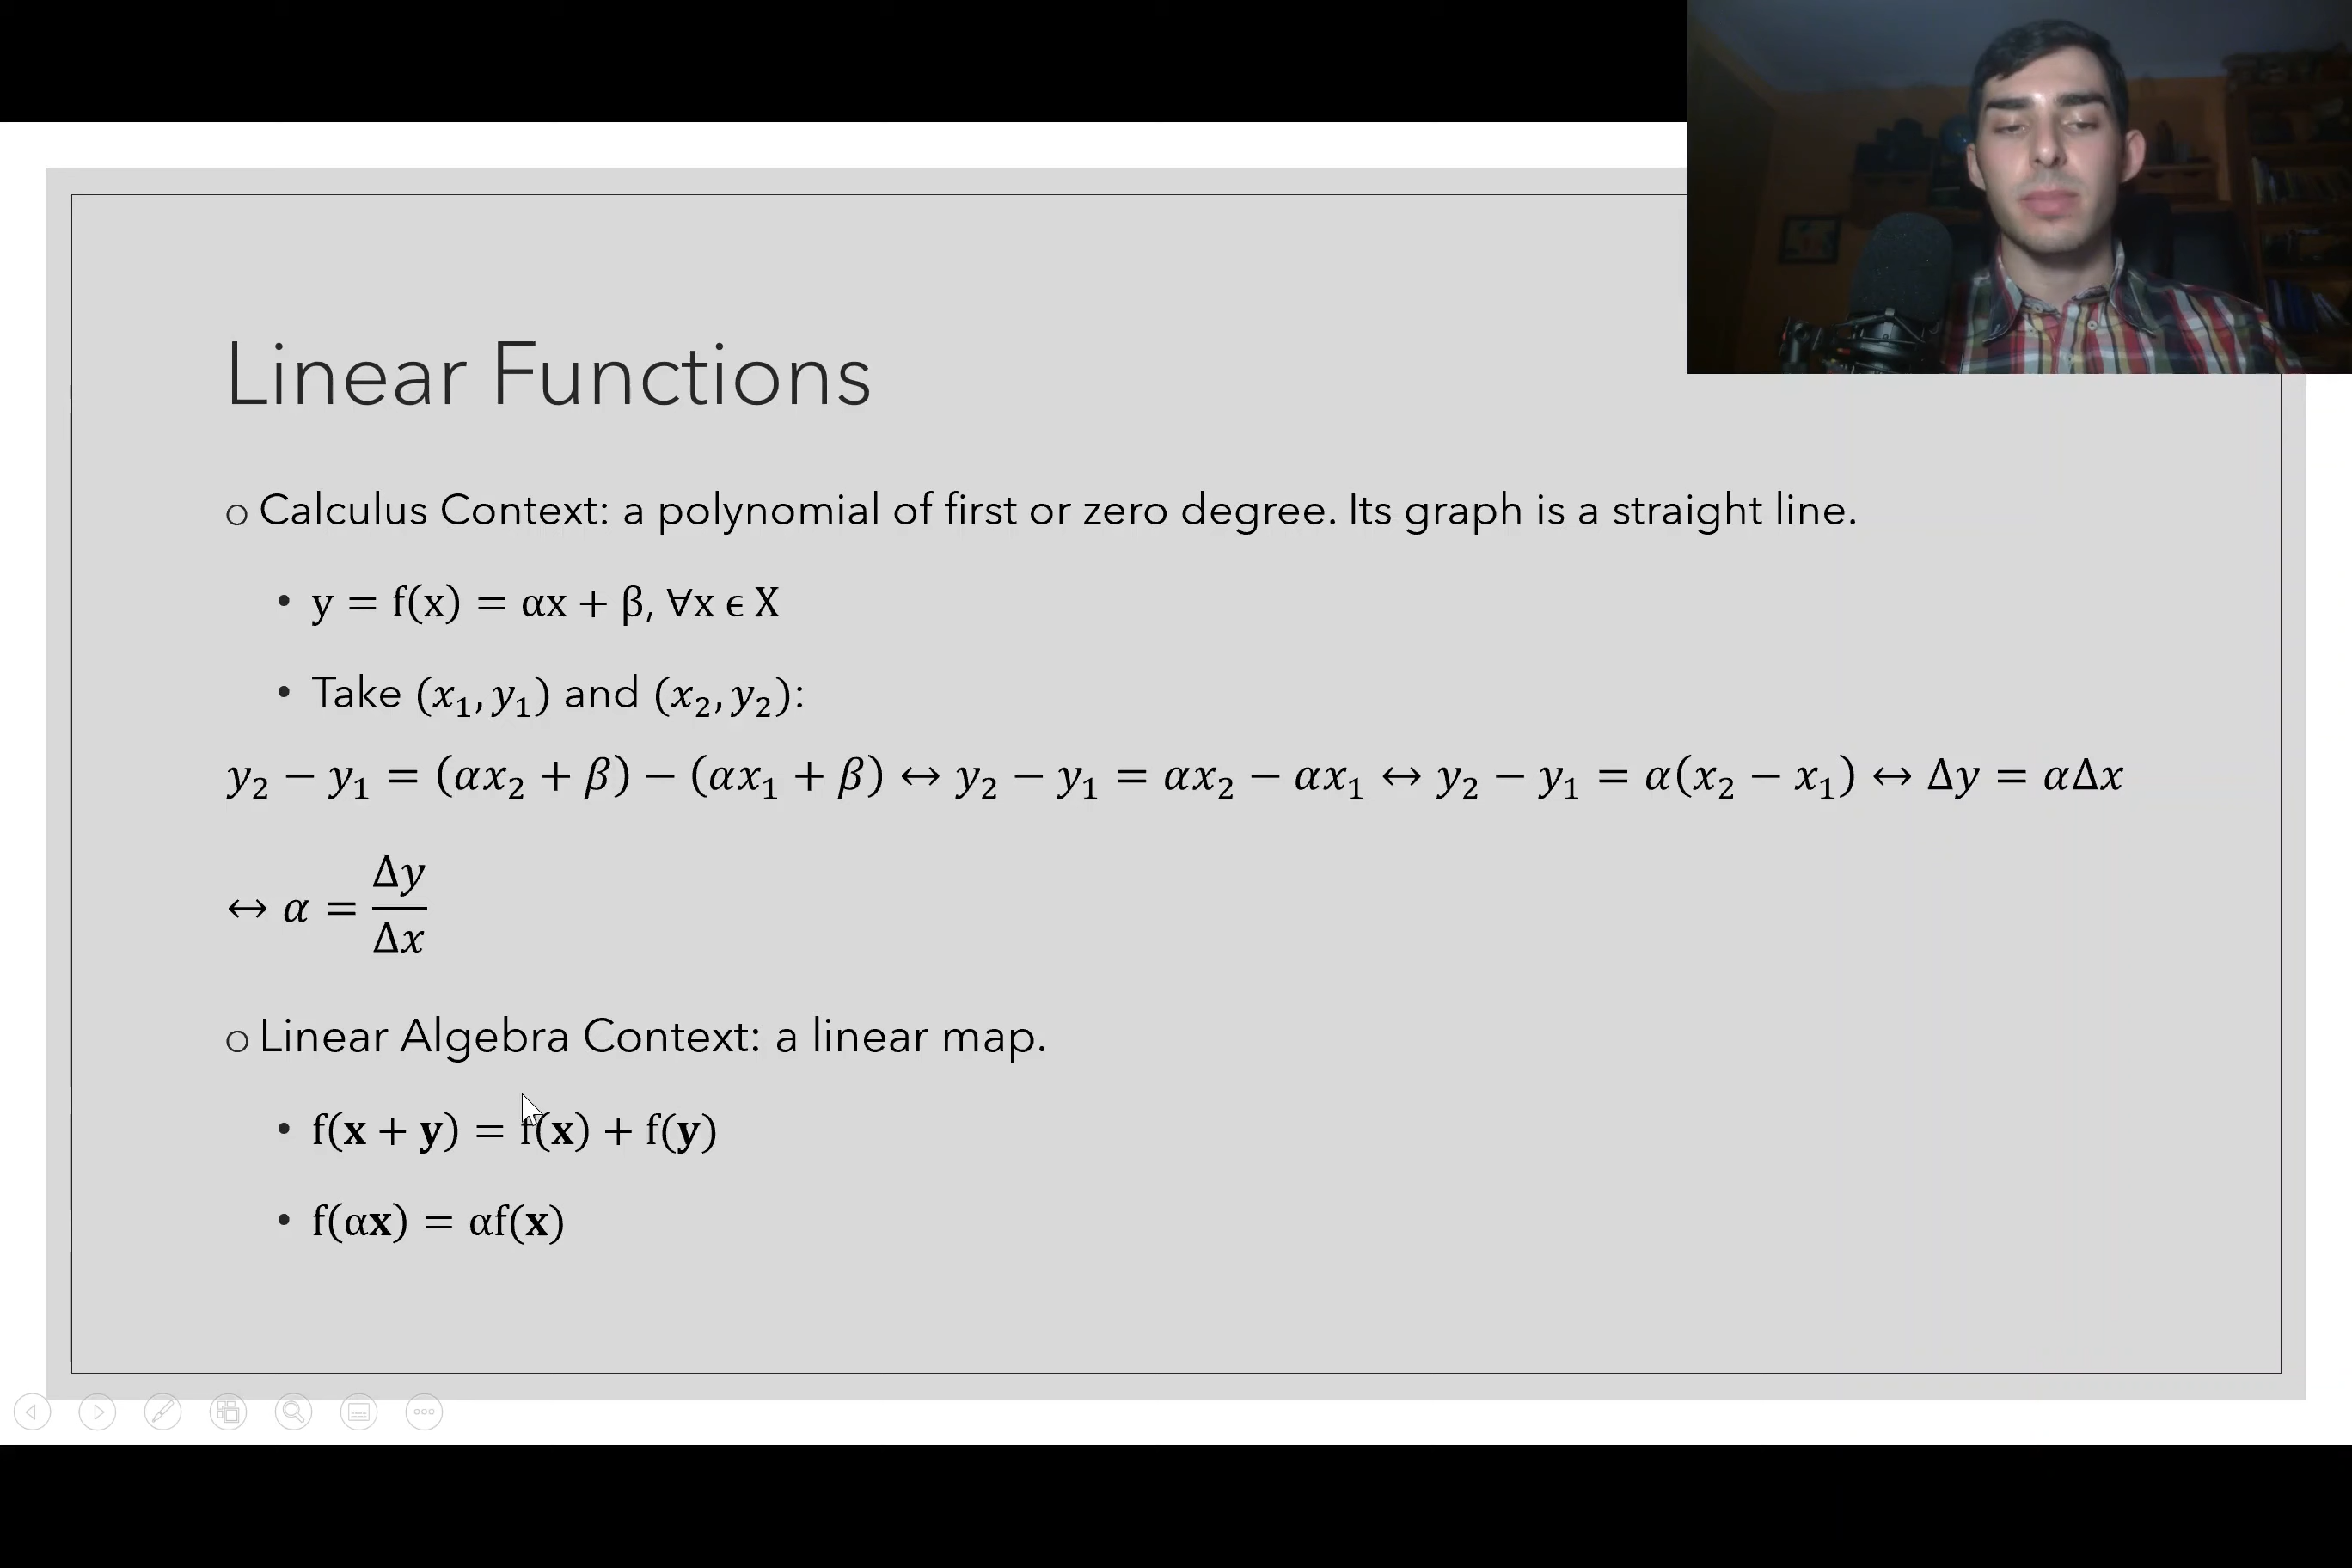 Linear Functions
o Calculus Context: a polynomial of first or zero degree. Its graph is a straight line.
• y = f(x) = αx + β, ∀x ϵ X
• Take (x₁, y₁) and (x₂, y₂):
y₂ − y₁ = (αx₂ + β) − (αx₁ + β) ↔ y₂ − y₁ = αx₂ − αx₁ ↔ y₂ − y₁ = α(x₂ − x₁) ↔ Δy = αΔx
↔ α = Δy/Δx
o Linear Algebra Context: a linear map.
• f(x + y) = f(x) + f(y)
• f(αx) = αf(x)